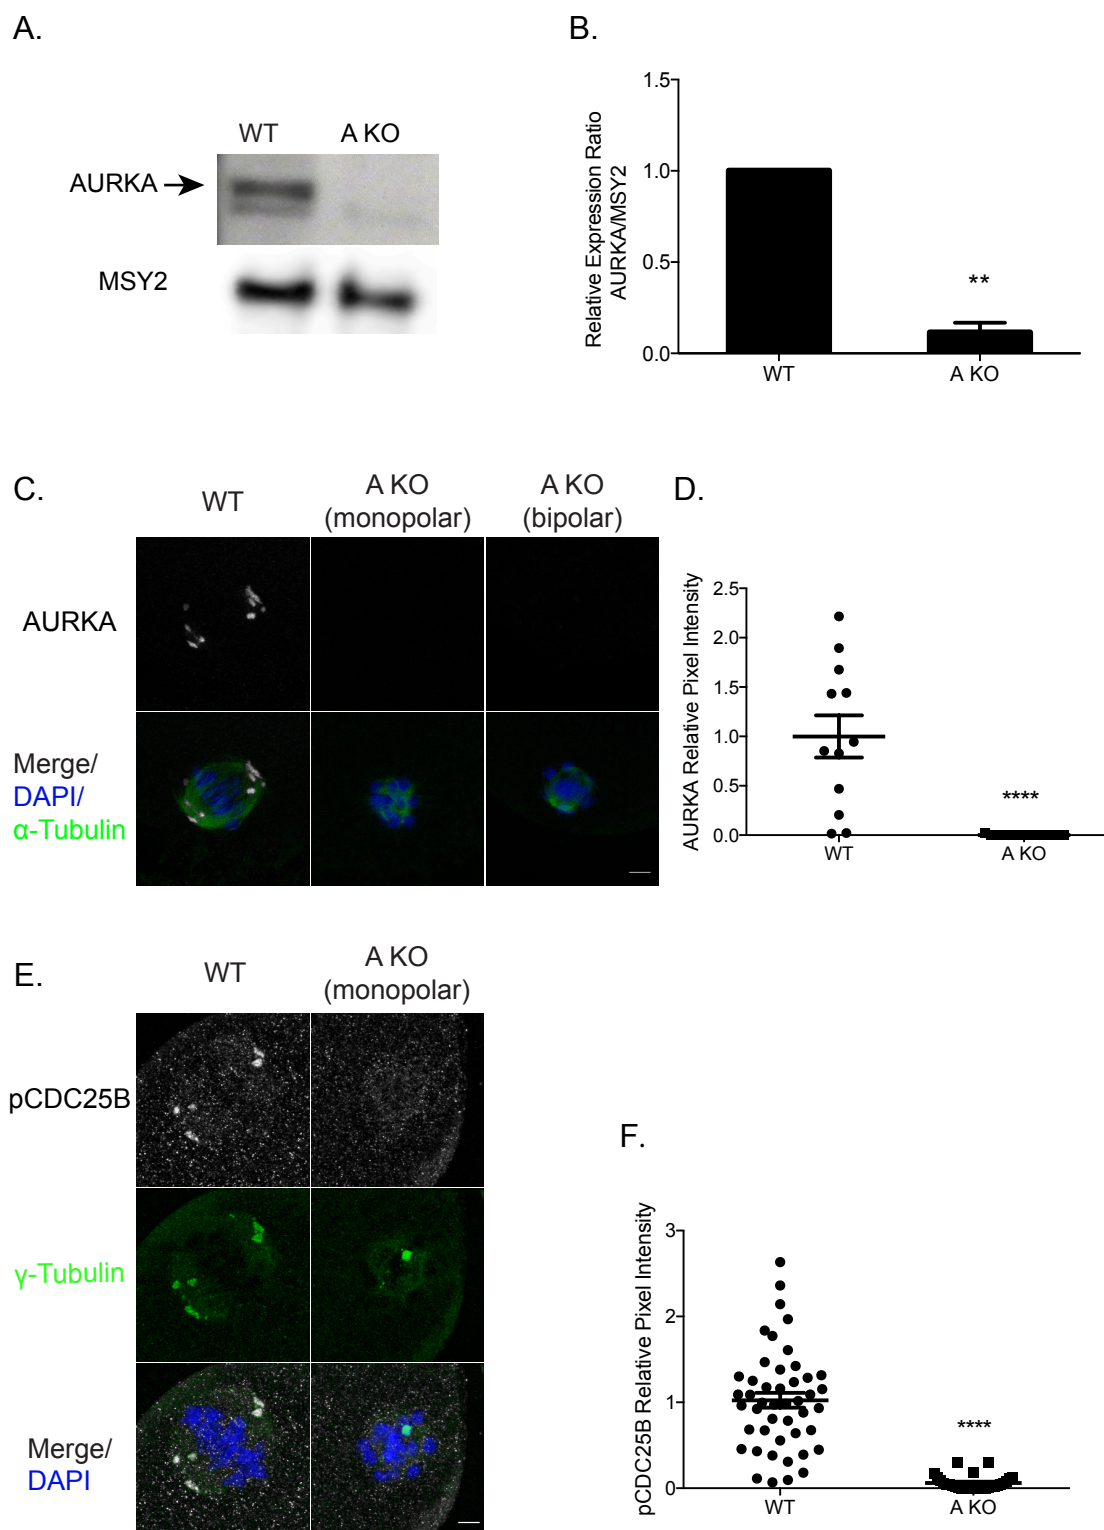 A.
WT
A KO
AURKA
MSY2
B.
1.5
1.0
0.5
0.0
Relative Expression Ratio
AURKA/MSY2
**
WT
A KO
C.
WT
A KO
(monopolar)
A KO
(bipolar)
AURKA
Merge/
DAPI/
α-Tubulin
D.
AURKA Relative Pixel Intensity
2.5
2.0
1.5
1.0
0.5
0.0
****
WT
A KO
E.
WT
A KO
(monopolar)
pCDC25B
γ-Tubulin
Merge/
DAPI
F.
pCDC25B Relative Pixel Intensity
3
2
1
0
****
WT
A KO